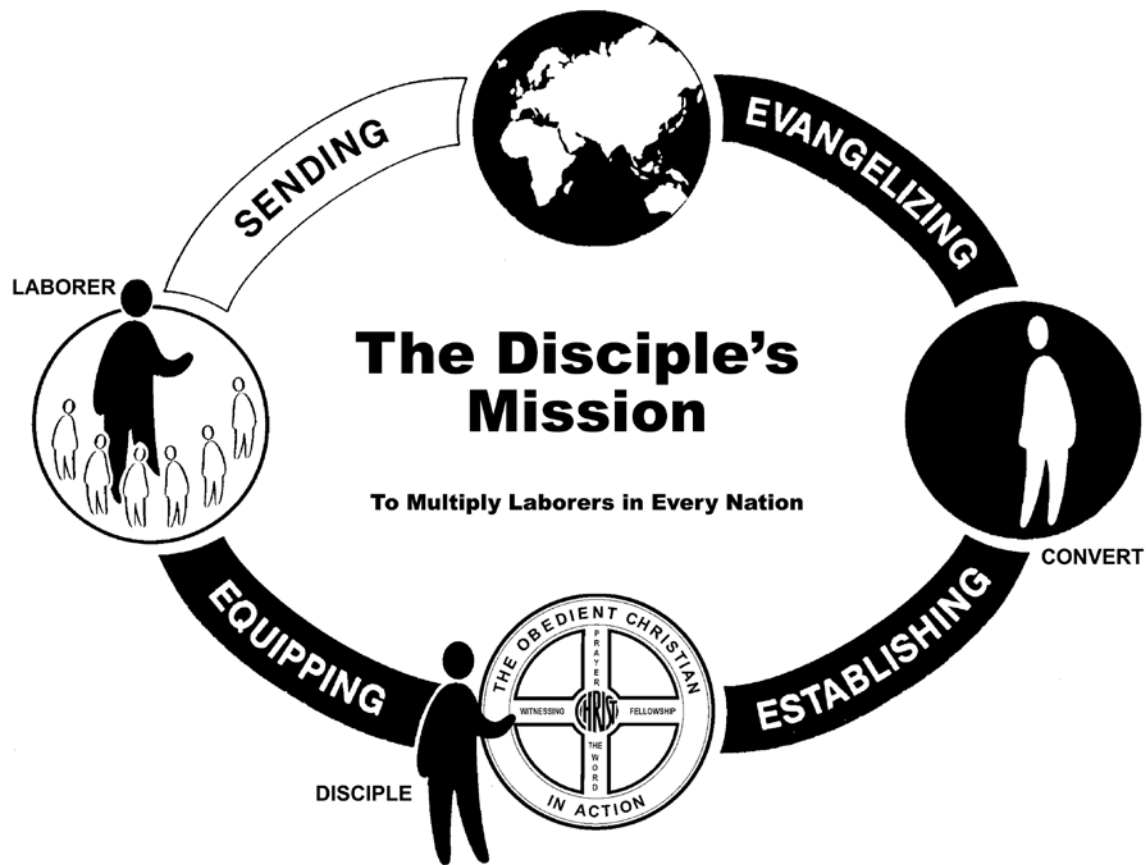 SENDING
EVANGELIZING
LABORER
The Disciple's
Mission
To Multiply Laborers in Every Nation
CONVERT
EQUIPPING
ESTABLISHING
DISCIPLE
THE OBEDIENT CHRISTIAN
PRAYER
WITNESSING
CHRIST
FELLOWSHIP
THE WORD
IN ACTION